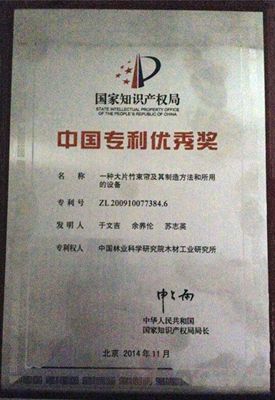 国家知识产权局
STATE INTELLECTUAL PROPERTY OFFICE
OF THE PEOPLE'S REPUBLIC OF CHINA
中国专利优秀奖
名 称 一种大片竹束帘及其制造方法和所用
的设备
专 利 号 ZL200910077384.6
发 明 人 于文吉 余养伦 苏志英
专利权人 中国林业科学研究院木材工业研究所
申长雨
中华人民共和国
国家知识产权局局长
北京 2014年11月